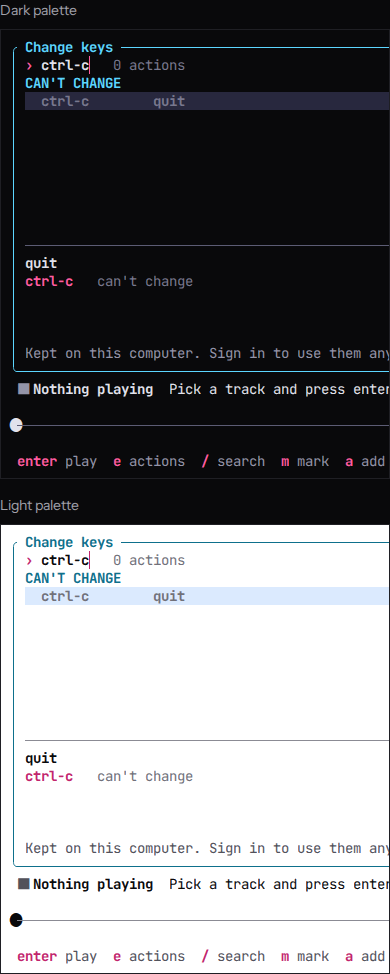 Dark palette
Change keys
› ctrl-c 0 actions
CAN'T CHANGE
ctrl-c quit
quit
ctrl-c can't change
Kept on this computer. Sign in to use them any
Nothing playing Pick a track and press enter
enter play e actions / search m mark a add
Light palette
Change keys
› ctrl-c 0 actions
CAN'T CHANGE
ctrl-c quit
quit
ctrl-c can't change
Kept on this computer. Sign in to use them any
Nothing playing Pick a track and press enter
enter play e actions / search m mark a add